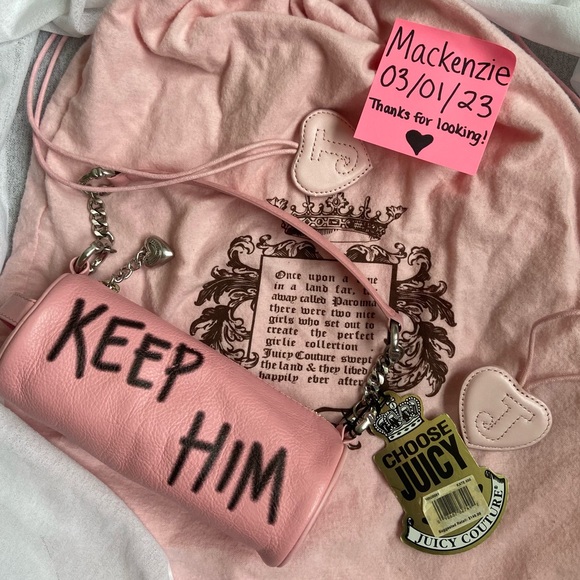 Mackenzie
03/01/23
Thanks for looking!
J
Once upon a
in a land far,
away called
there were two nice
girls who set out to
create the perfect
girlie collection
Juicy Couture swept
the land & they lived
happily ever after
KEEP
HIM
J
CHOOSE
JUICY
JUICY COUTURE®